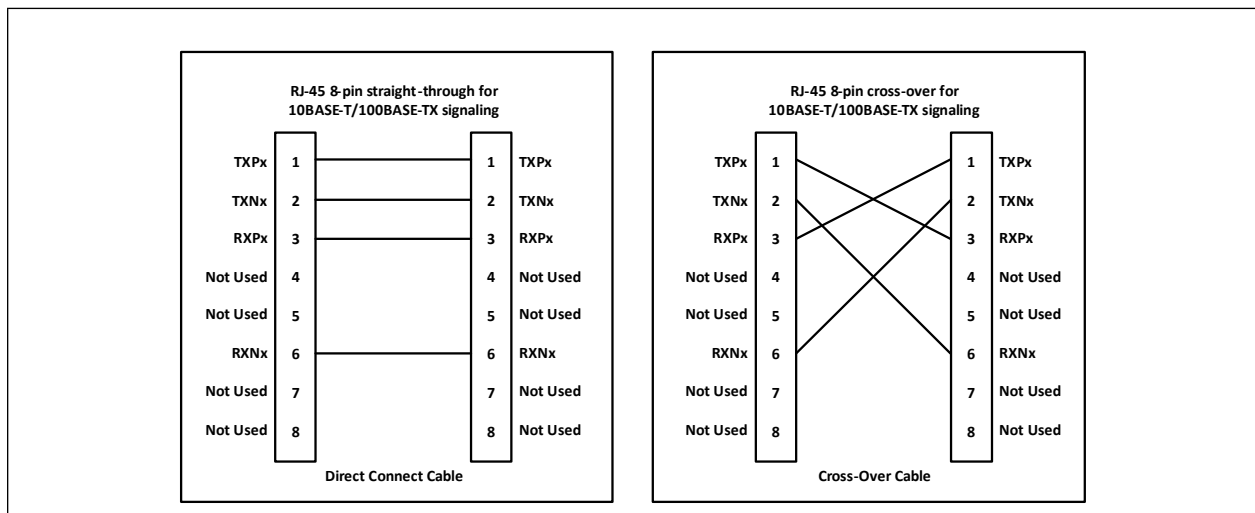 RJ-45 8-pin straight-through for
10BASE-T/100BASE-TX signaling
TXPx 1 1 TXPx
TXNx 2 2 TXNx
RXPx 3 3 RXPx
Not Used 4 4 Not Used
Not Used 5 5 Not Used
RXNx 6 6 RXNx
Not Used 7 7 Not Used
Not Used 8 8 Not Used
Direct Connect Cable
RJ-45 8-pin cross-over for
10BASE-T/100BASE-TX signaling
TXPx 1 1 TXPx
TXNx 2 2 TXNx
RXPx 3 3 RXPx
Not Used 4 4 Not Used
Not Used 5 5 Not Used
RXNx 6 6 RXNx
Not Used 7 7 Not Used
Not Used 8 8 Not Used
Cross-Over Cable